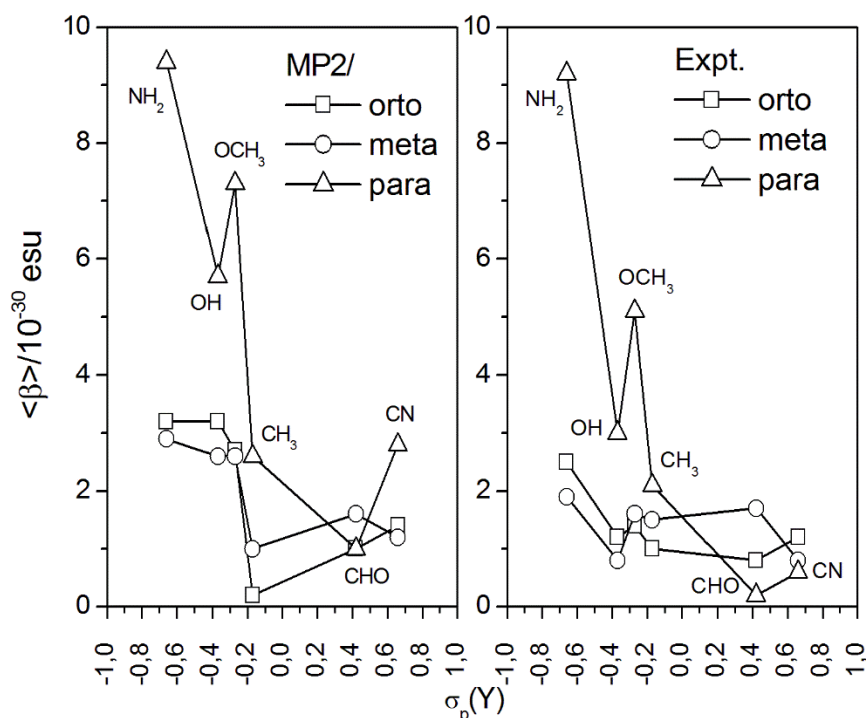 <β>/10⁻³⁰ esu
10
8
6
4
2
0
MP2/
orto
meta
para
NH₂
OCH₃
OH
CH₃
CN
CHO
-1,0 -0,8 -0,6 -0,4 -0,2 0,0 0,2 0,4 0,6 0,8 1,0
10
8
6
4
2
0
Expt.
orto
meta
para
NH₂
OCH₃
OH
CH₃
CHO
CN
-1,0 -0,8 -0,6 -0,4 -0,2 0,0 0,2 0,4 0,6 0,8 1,0
σₚ(Y)